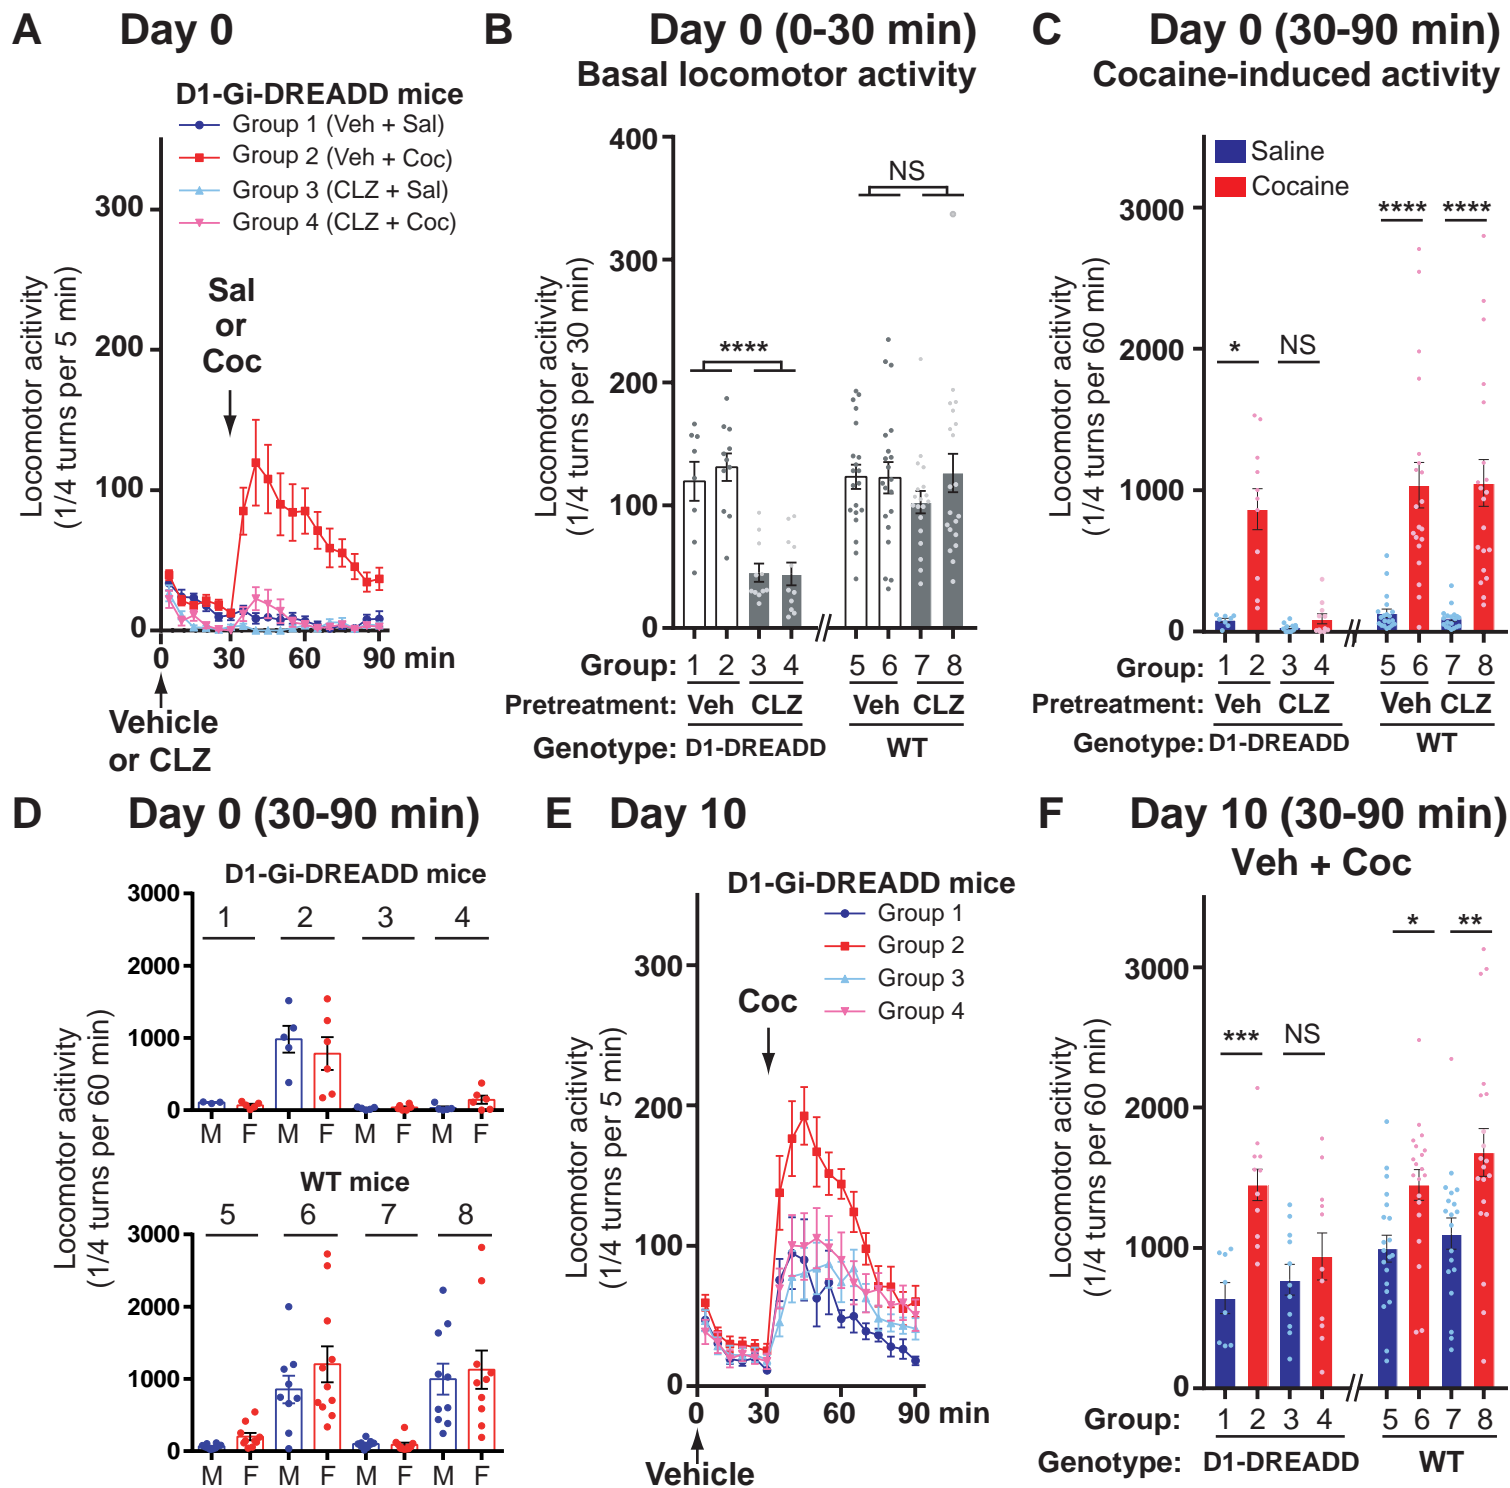 A Day 0
D1-Gi-DREADD mice
Group 1 (Veh + Sal)
Group 2 (Veh + Coc)
Group 3 (CLZ + Sal)
Group 4 (CLZ + Coc)
Locomotor acitivity
(1/4 turns per 5 min)
300
200
100
0
Sal
or
Coc
0 30 60 90 min
Vehicle
or CLZ
B Day 0 (0-30 min)
Basal locomotor activity
Locomotor activity
(1/4 turns per 30 min)
400
300
200
100
0
****
NS
Group: 1 2 3 4 5 6 7 8
Pretreatment: Veh CLZ Veh CLZ
Genotype: D1-DREADD WT
C Day 0 (30-90 min)
Cocaine-induced activity
Saline
Cocaine
Locomotor activity
(1/4 turns per 60 min)
3000
2000
1000
0
* NS **** ****
Group: 1 2 3 4 5 6 7 8
Pretreatment: Veh CLZ Veh CLZ
Genotype: D1-DREADD WT
D Day 0 (30-90 min)
D1-Gi-DREADD mice
Locomotor acitivity
(1/4 turns per 60 min)
3000
2000
1000
0
1 2 3 4
M F M F M F M F
WT mice
3000
2000
1000
0
5 6 7 8
M F M F M F M F
E Day 10
D1-Gi-DREADD mice
Group 1
Group 2
Group 3
Group 4
Locomotor acitivity
(1/4 turns per 5 min)
300
200
100
0
Coc
0 30 60 90 min
Vehicle
F Day 10 (30-90 min)
Veh + Coc
Locomotor acitivity
(1/4 turns per 60 min)
3000
2000
1000
0
*** NS * **
Group: 1 2 3 4 5 6 7 8
Genotype: D1-DREADD WT